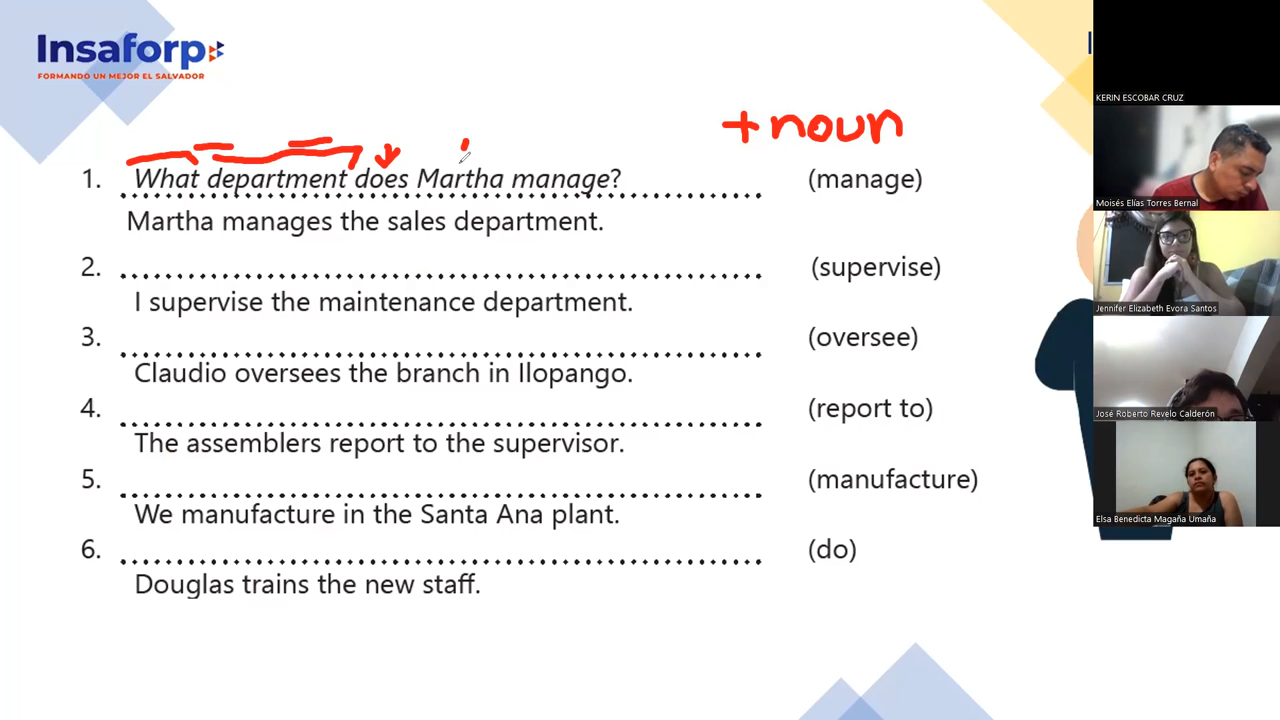 Insaforp
FORMANDO UN MEJOR EL SALVADOR
+ noun
1. What department does Martha manage? (manage)
Martha manages the sales department.
2. (supervise)
I supervise the maintenance department.
3. (oversee)
Claudio oversees the branch in Ilopango.
4. (report to)
The assemblers report to the supervisor.
5. (manufacture)
We manufacture in the Santa Ana plant.
6. (do)
Douglas trains the new staff.
KERIN ESCOBAR CRUZ
Moisés Elías Torres Bernal
Jennifer Elizabeth Evora Santos
José Roberto Revelo Calderón
Elsa Benedicta Magaña Umaña